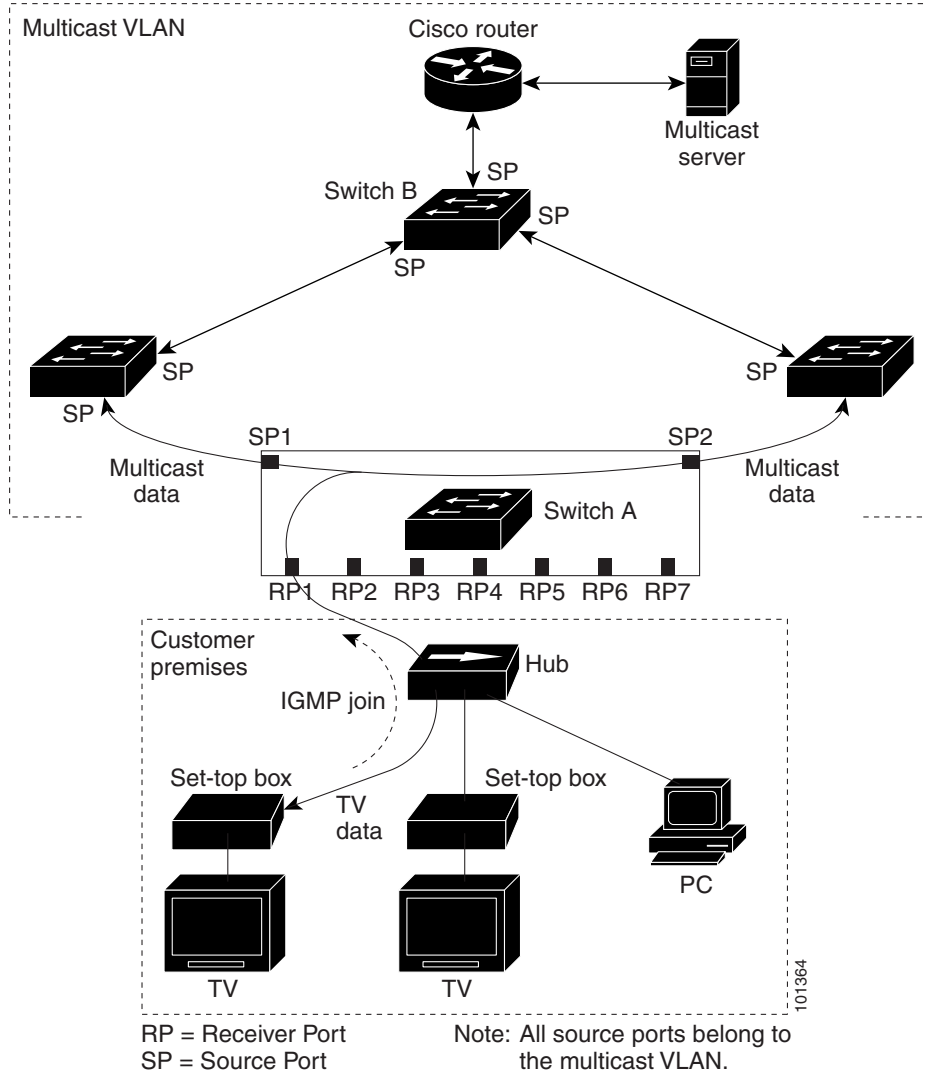 Multicast VLAN
Cisco router
Multicast
server
Switch B
SP
SP
SP
SP
SP
SP
SP1
SP2
Multicast
data
Multicast
data
Switch A
RP1 RP2 RP3 RP4 RP5 RP6 RP7
Customer
premises
Hub
IGMP join
Set-top box
Set-top box
TV
data
PC
TV
TV
101364
RP = Receiver Port
SP = Source Port
Note: All source ports belong to
the multicast VLAN.